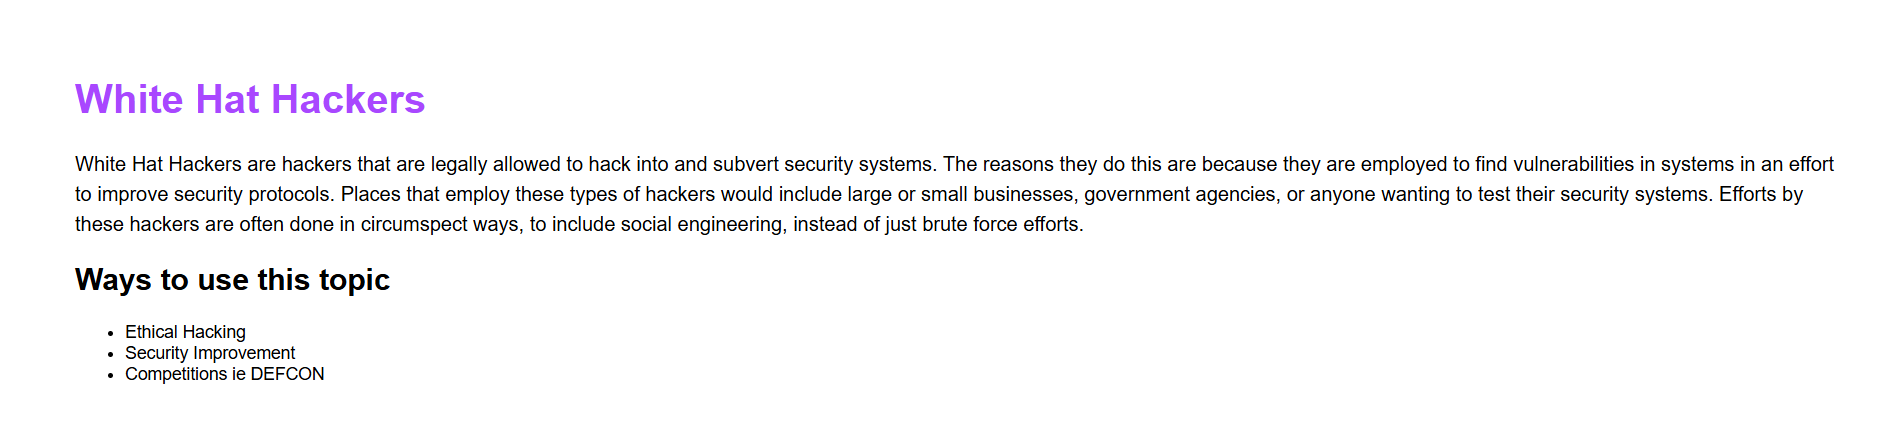 White Hat Hackers
White Hat Hackers are hackers that are legally allowed to hack into and subvert security systems. The reasons they do this are because they are employed to find vulnerabilities in systems in an effort
to improve security protocols. Places that employ these types of hackers would include large or small businesses, government agencies, or anyone wanting to test their security systems. Efforts by
these hackers are often done in circumspect ways, to include social engineering, instead of just brute force efforts.
Ways to use this topic
• Ethical Hacking
• Security Improvement
• Competitions ie DEFCON